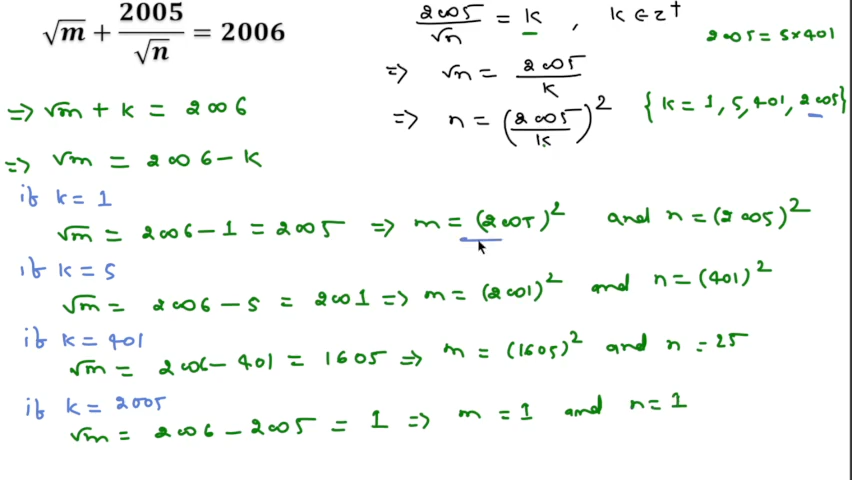 √m + 2005/√n = 2006
2005/√n = k , k ∈ z⁺
2005 = 5×401
=> √n = 2005/k
=> √m + k = 2006
=> n = (2005/k)²
{k = 1, 5, 401, 2005}
=> √m = 2006 - k
if k = 1
√m = 2006 - 1 = 2005 => m = (2005)² and n = (2005)²
if k = 5
√m = 2006 - 5 = 2001 => m = (2001)² and n = (401)²
if k = 401
√m = 2006 - 401 = 1605 => m = (1605)² and n = 25
if k = 2005
√m = 2006 - 2005 = 1 => m = 1 and n = 1